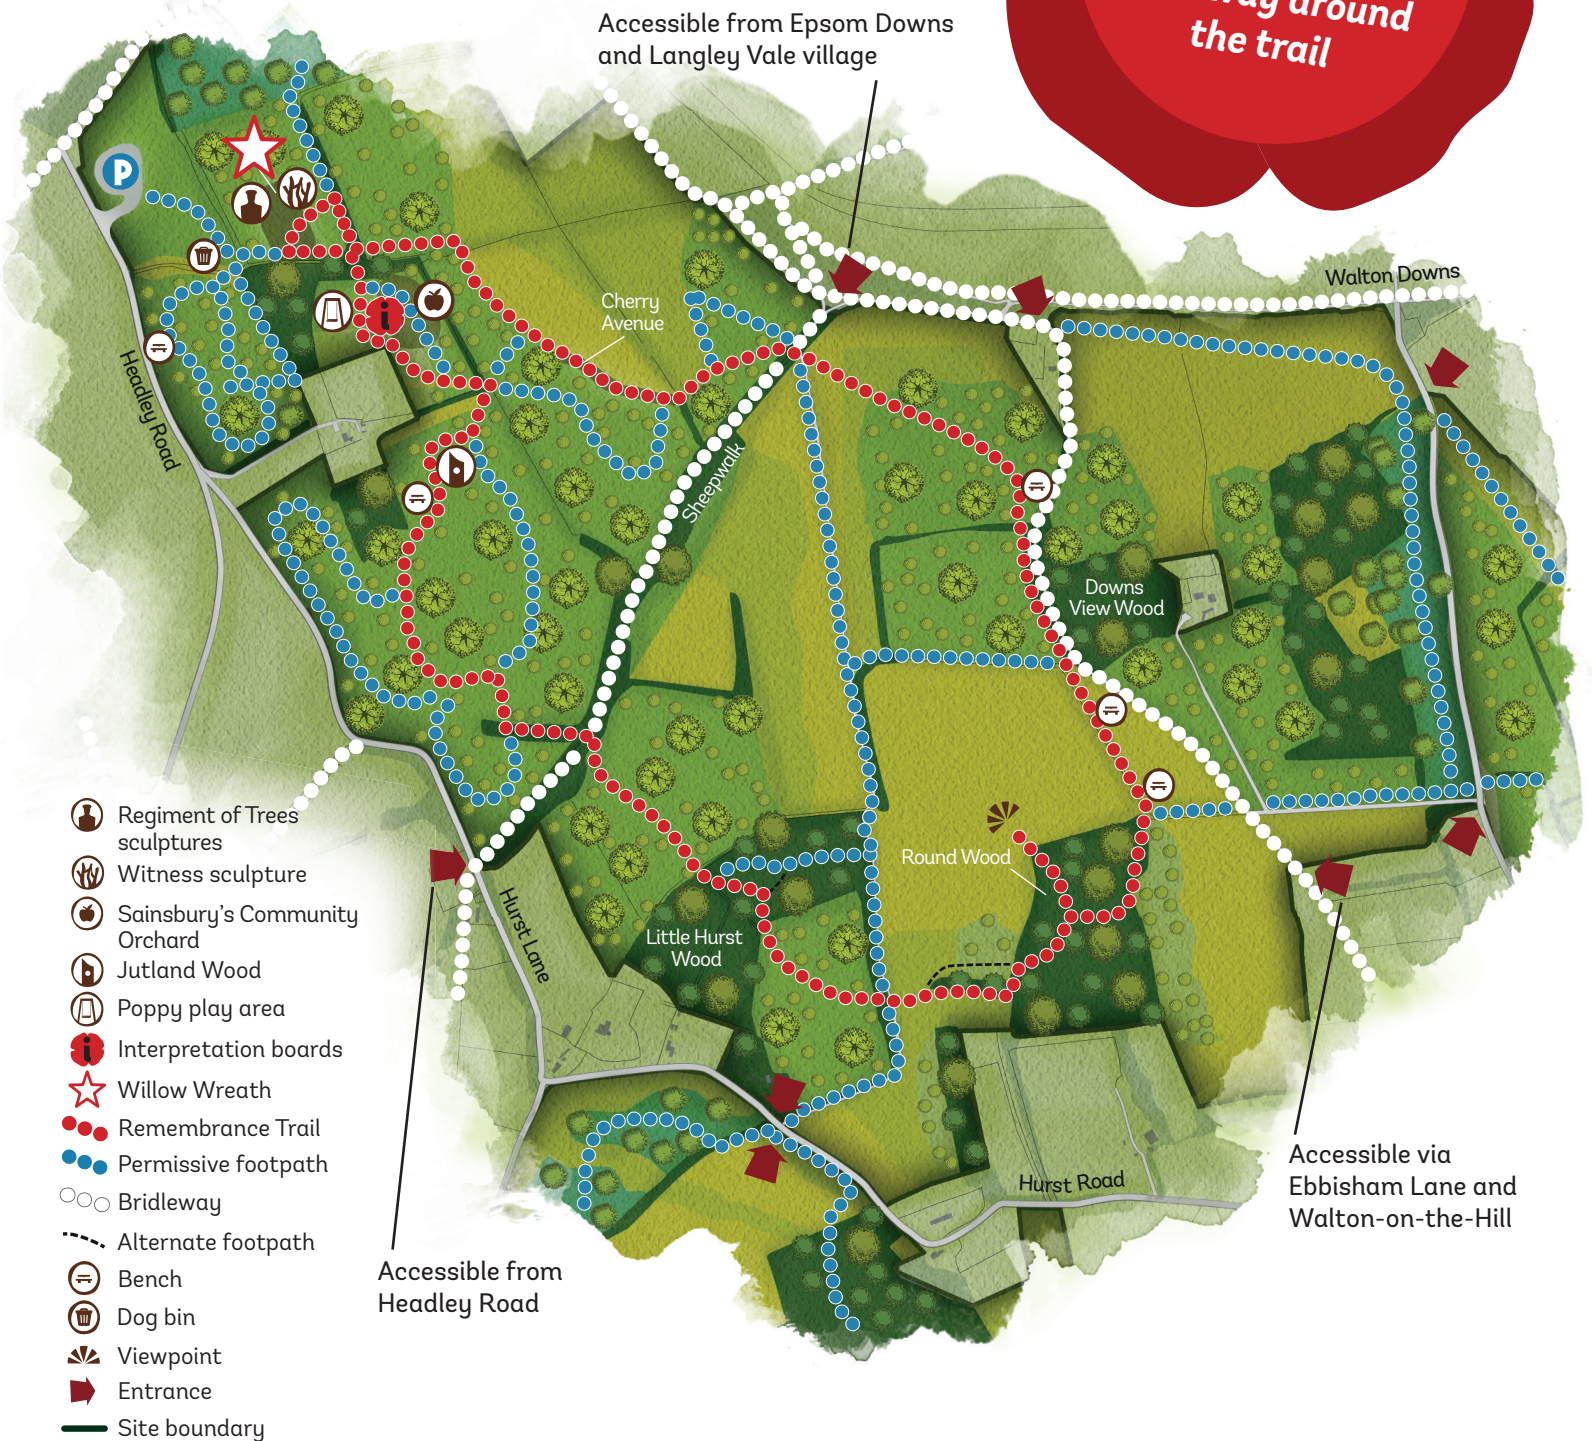 way around
the trail
Accessible from Epsom Downs
and Langley Vale village
P
Walton Downs
Cherry
Avenue
i
Headley Road
Sheepwalk
Downs
View Wood
Round Wood
Little Hurst
Wood
Hurst Lane
Hurst Road
Regiment of Trees
sculptures
Witness sculpture
Sainsbury's Community
Orchard
Jutland Wood
Poppy play area
i
Interpretation boards
Willow Wreath
Remembrance Trail
Permissive footpath
Bridleway
Alternate footpath
Bench
Dog bin
Viewpoint
Entrance
Site boundary
Accessible from
Headley Road
Accessible via
Ebbisham Lane and
Walton-on-the-Hill